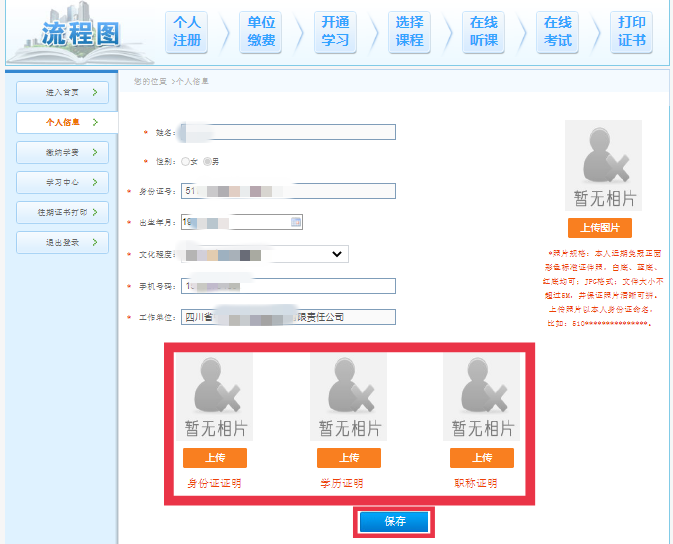 流程图
个人
注册
单位
缴费
开通
学习
选择
课程
在线
听课
在线
考试
打印
证书
进入首页
个人信息
缴纳学费
学习中心
往期证书打印
退出登录
您的位置 >个人信息
* 姓名:
* 性别: 女 男
* 身份证号: 51
* 出生年月: 19
* 文化程度:
* 手机号码: 1
* 工作单位: 四川省 有限责任公司
暂无相片
上传图片
*照片规格: 本人近期免冠正面
彩色标准证件照, 白底、蓝底、
红底均可; JPG格式; 文件大小不
超过5M, 并保证照片清晰可辨。
上传照片以本人身份证命名,
比如: 510***************。
暂无相片
上传
身份证证明
暂无相片
上传
学历证明
暂无相片
上传
职称证明
保存